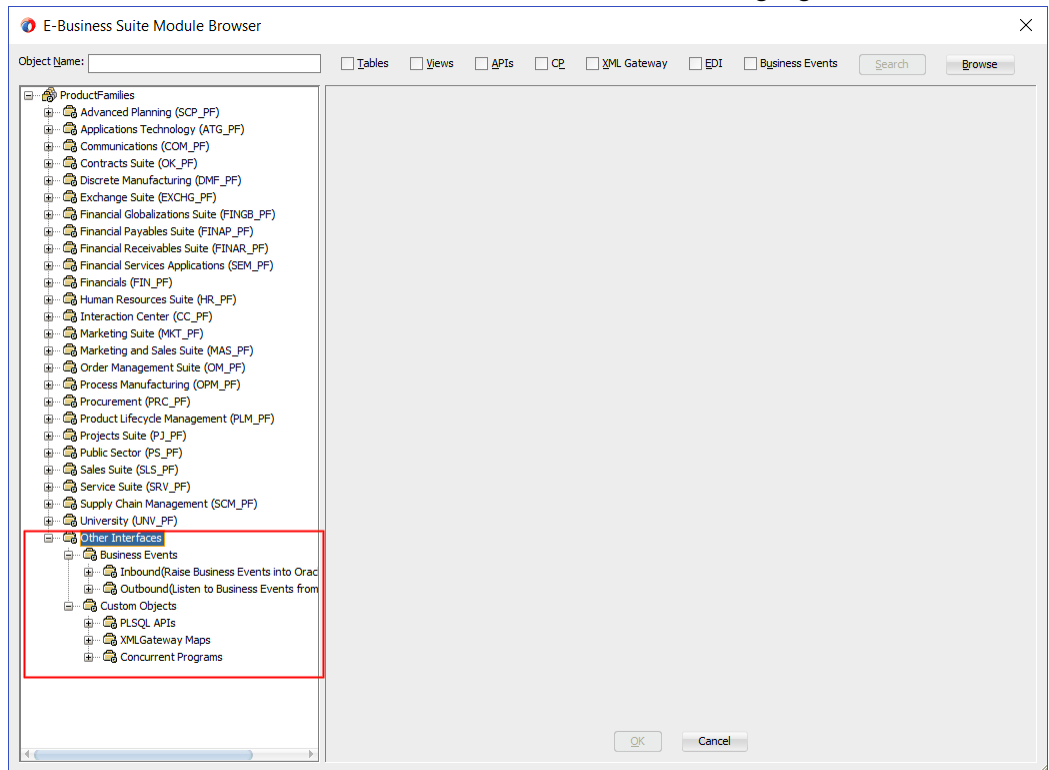 E-Business Suite Module Browser
Object Name: Tables Views APIs CP XML Gateway EDI Business Events Search Browse
ProductFamilies
Advanced Planning (SCP_PF)
Applications Technology (ATG_PF)
Communications (COM_PF)
Contracts Suite (OK_PF)
Discrete Manufacturing (DMF_PF)
Exchange Suite (EXCHG_PF)
Financial Globalizations Suite (FINGB_PF)
Financial Payables Suite (FINAP_PF)
Financial Receivables Suite (FINAR_PF)
Financial Services Applications (SEM_PF)
Financials (FIN_PF)
Human Resources Suite (HR_PF)
Interaction Center (CC_PF)
Marketing Suite (MKT_PF)
Marketing and Sales Suite (MAS_PF)
Order Management Suite (OM_PF)
Process Manufacturing (OPM_PF)
Procurement (PRC_PF)
Product Lifecycle Management (PLM_PF)
Projects Suite (PJ_PF)
Public Sector (PS_PF)
Sales Suite (SLS_PF)
Service Suite (SRV_PF)
Supply Chain Management (SCM_PF)
University (UNV_PF)
Other Interfaces
Business Events
Inbound(Raise Business Events into Orac
Outbound(Listen to Business Events from
Custom Objects
PLSQL APIs
XMLGateway Maps
Concurrent Programs
OK Cancel